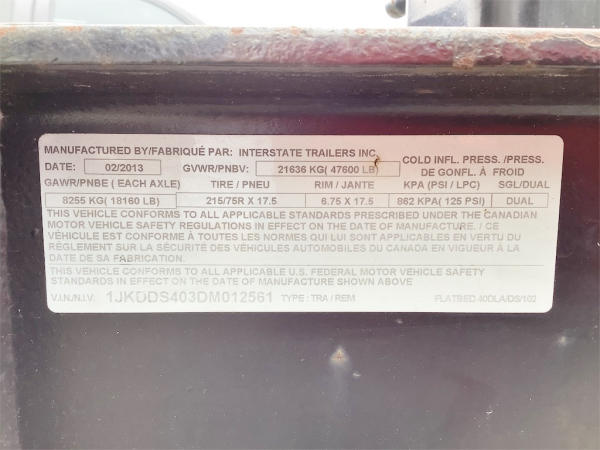 MANUFACTURED BY/FABRIQUÉ PAR: INTERSTATE TRAILERS INC.
DATE: 02/2013 GVWR/PNBV: 21636 KG( 47600 LB) COLD INFL. PRESS. /PRESS. DE GONFL. À FROID
GAWR/PNBE ( EACH AXLE) TIRE / PNEU RIM / JANTE KPA (PSI / LPC) SGL/DUAL
8255 KG( 18160 LB) 215/75R X 17.5 6.75 X 17.5 862 KPA( 125 PSI) DUAL
THIS VEHICLE CONFORMS TO ALL APPLICABLE STANDARDS PRESCRIBED UNDER THE CANADIAN
MOTOR VEHICLE SAFETY REGULATIONS IN EFFECT ON THE DATE OF MANUFACTURE. / CE
VÉHICULE EST CONFORME À TOUTES LES NORMES QUI LUI SONT APPLICABLES EN VERTU DU
RÈGLEMENT SUR LA SÉCURITÉ DES VÉHICULES AUTOMOBILES DU CANADA EN VIGUEUR À LA
DATE DE SA FABRICATION
THIS VEHICLE CONFORMS TO ALL APPLICABLE U.S. FEDERAL MOTOR VEHICLE SAFETY
STANDARDS IN EFFECT ON THE DATE OF MANUFACTURE SHOWN ABOVE
V.I.N./N.I.V: 1JKDDS403DM012561 TYPE : TRA / REM FLATBED 40DLA/DS/102